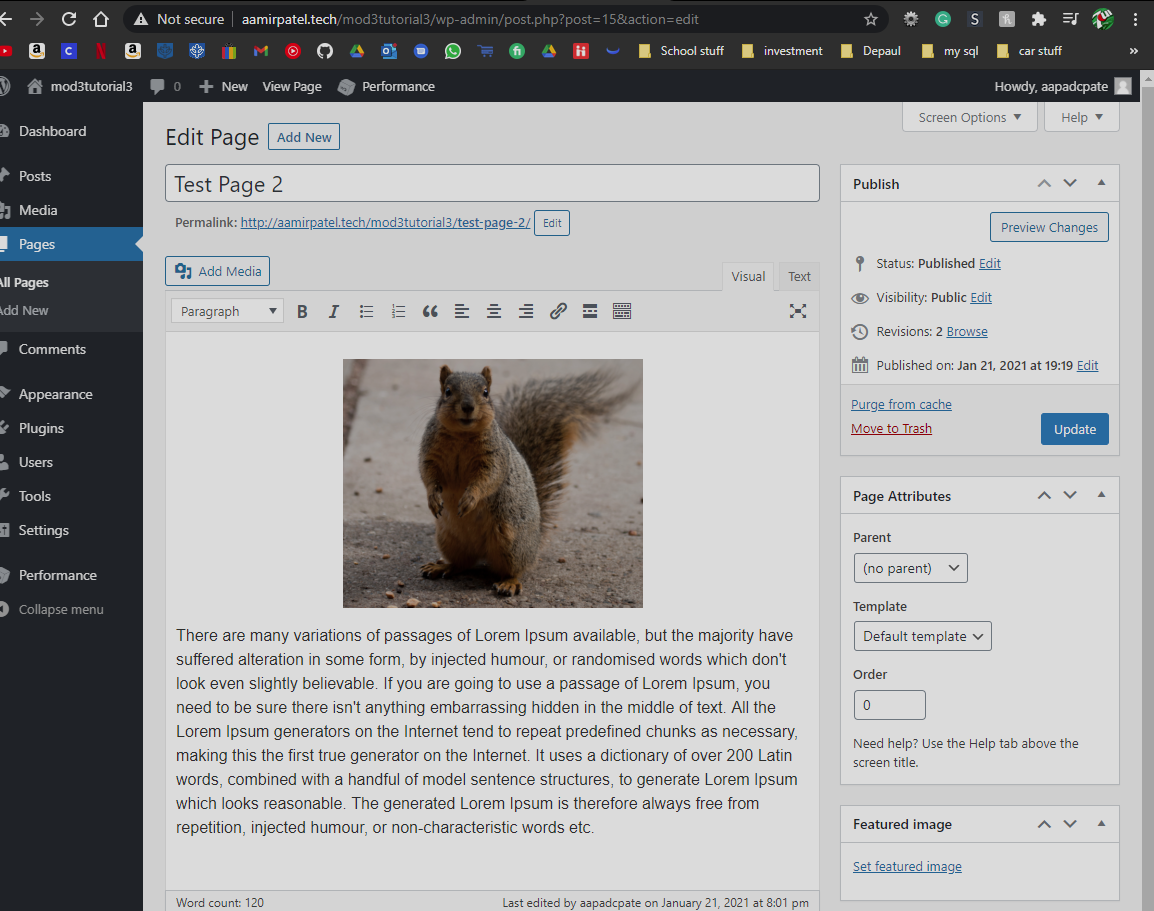 Not secure aamirpatel.tech/mod3tutorial3/wp-admin/post.php?post=15&action=edit
School stuff investment Depaul my sql car stuff »
mod3tutorial3 0 New View Page Performance Howdy, aapadcpate
Screen Options Help
Dashboard
Posts
Media
Pages
All Pages
Add New
Comments
Appearance
Plugins
Users
Tools
Settings
Performance
Collapse menu
Edit Page Add New
Test Page 2
Permalink: http://aamirpatel.tech/mod3tutorial3/test-page-2/ Edit
Add Media
Visual Text
Paragraph B I
There are many variations of passages of Lorem Ipsum available, but the majority have
suffered alteration in some form, by injected humour, or randomised words which don't
look even slightly believable. If you are going to use a passage of Lorem Ipsum, you
need to be sure there isn't anything embarrassing hidden in the middle of text. All the
Lorem Ipsum generators on the Internet tend to repeat predefined chunks as necessary,
making this the first true generator on the Internet. It uses a dictionary of over 200 Latin
words, combined with a handful of model sentence structures, to generate Lorem Ipsum
which looks reasonable. The generated Lorem Ipsum is therefore always free from
repetition, injected humour, or non-characteristic words etc.
Word count: 120 Last edited by aapadcpate on January 21, 2021 at 8:01 pm
Publish
Preview Changes
Status: Published Edit
Visibility: Public Edit
Revisions: 2 Browse
Published on: Jan 21, 2021 at 19:19 Edit
Purge from cache
Move to Trash
Update
Page Attributes
Parent
(no parent)
Template
Default template
Order
0
Need help? Use the Help tab above the
screen title.
Featured image
Set featured image